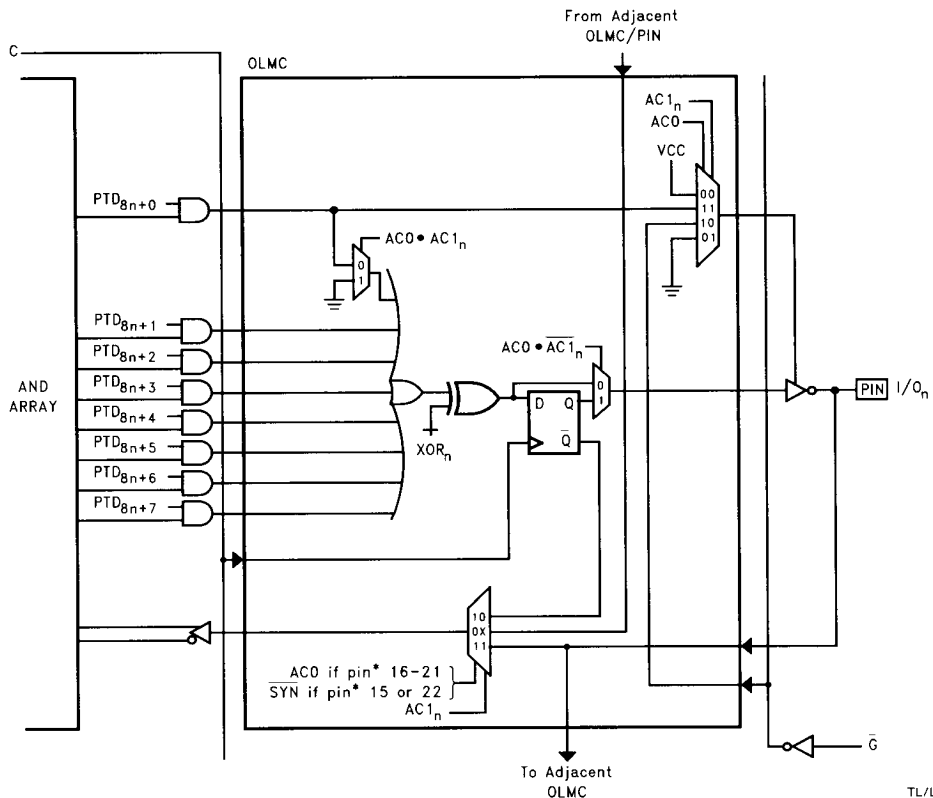 From Adjacent
OLMC/PIN
C
OLMC
AC1n
AC0
VCC
00
11
10
01
PTD8n+0
AC0 • AC1n
0
1
PTD8n+1
PTD8n+2
PTD8n+3
PTD8n+4
PTD8n+5
PTD8n+6
PTD8n+7
AND
ARRAY
XORn
AC0 • A̅C̅1̅n
0
1
D Q
Q̅
PIN I/On
10
0X
11
AC0 if pin* 16-21
S̅Y̅N̅ if pin* 15 or 22
AC1n
G̅
To Adjacent
OLMC
TL/L